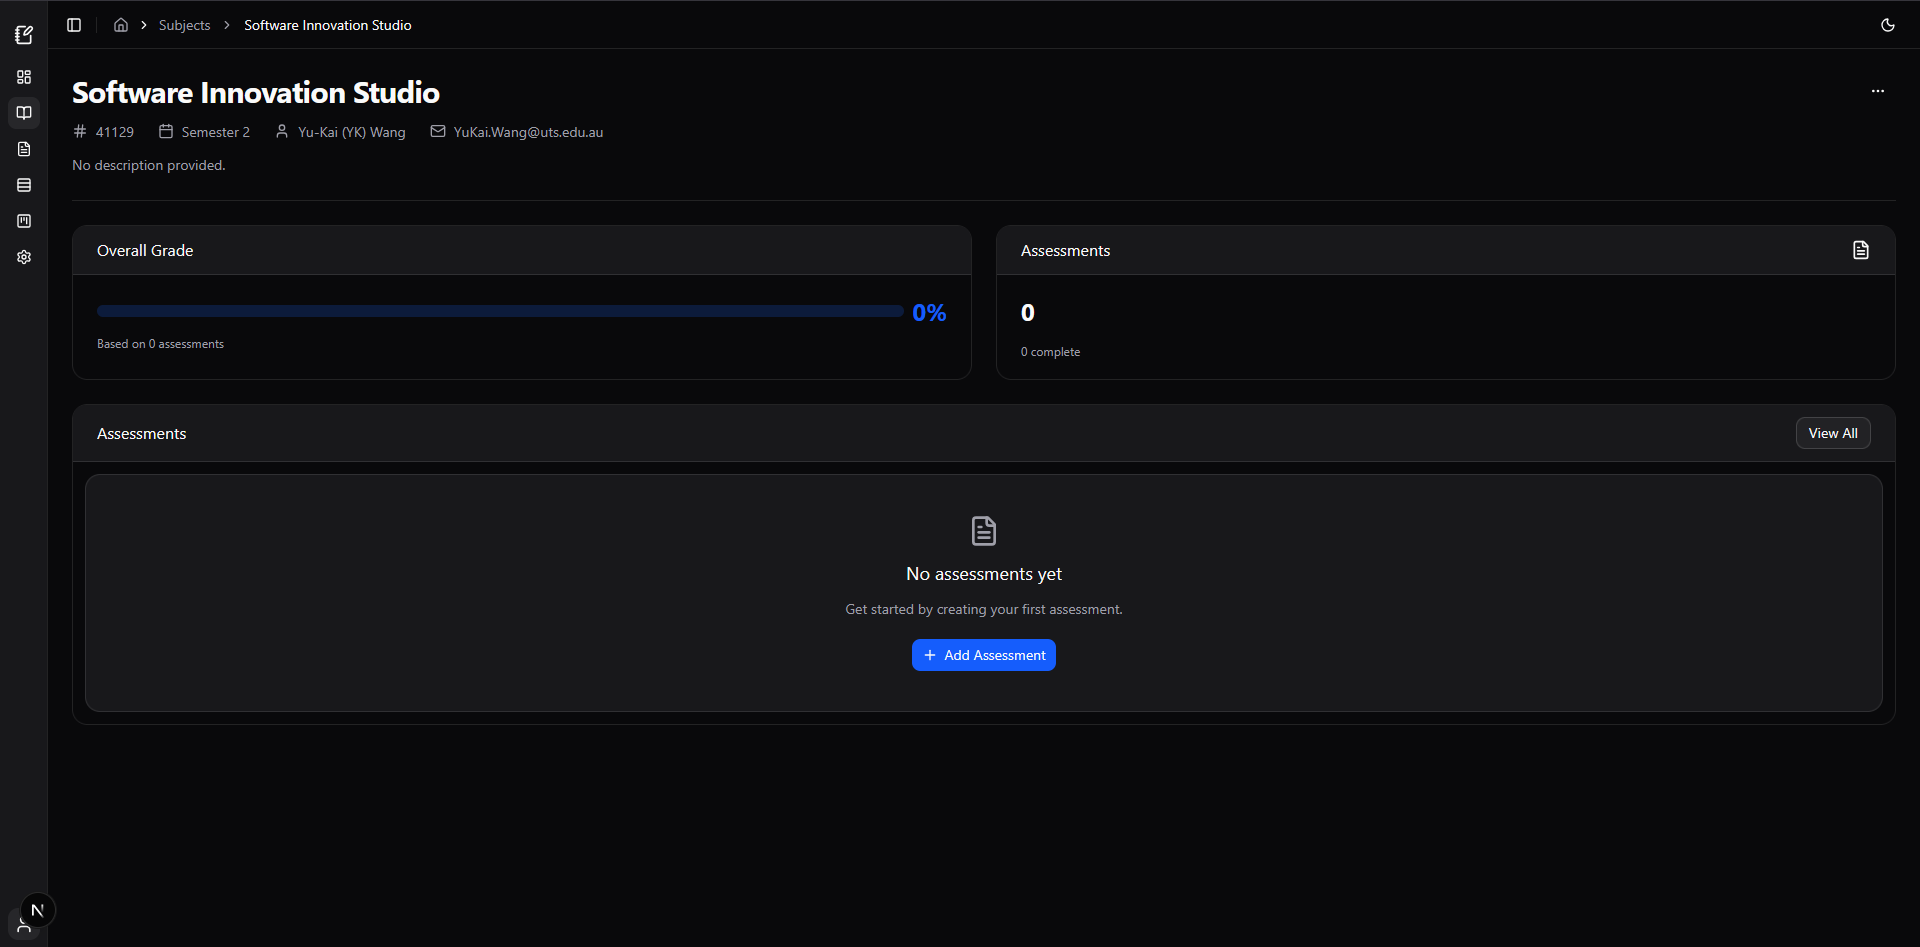 Subjects
Software Innovation Studio
Software Innovation Studio
41129
Semester 2
Yu-Kai (YK) Wang
YuKai.Wang@uts.edu.au
No description provided.
Overall Grade
0%
Based on 0 assessments
Assessments
0
0 complete
Assessments
View All
No assessments yet
Get started by creating your first assessment.
Add Assessment
N